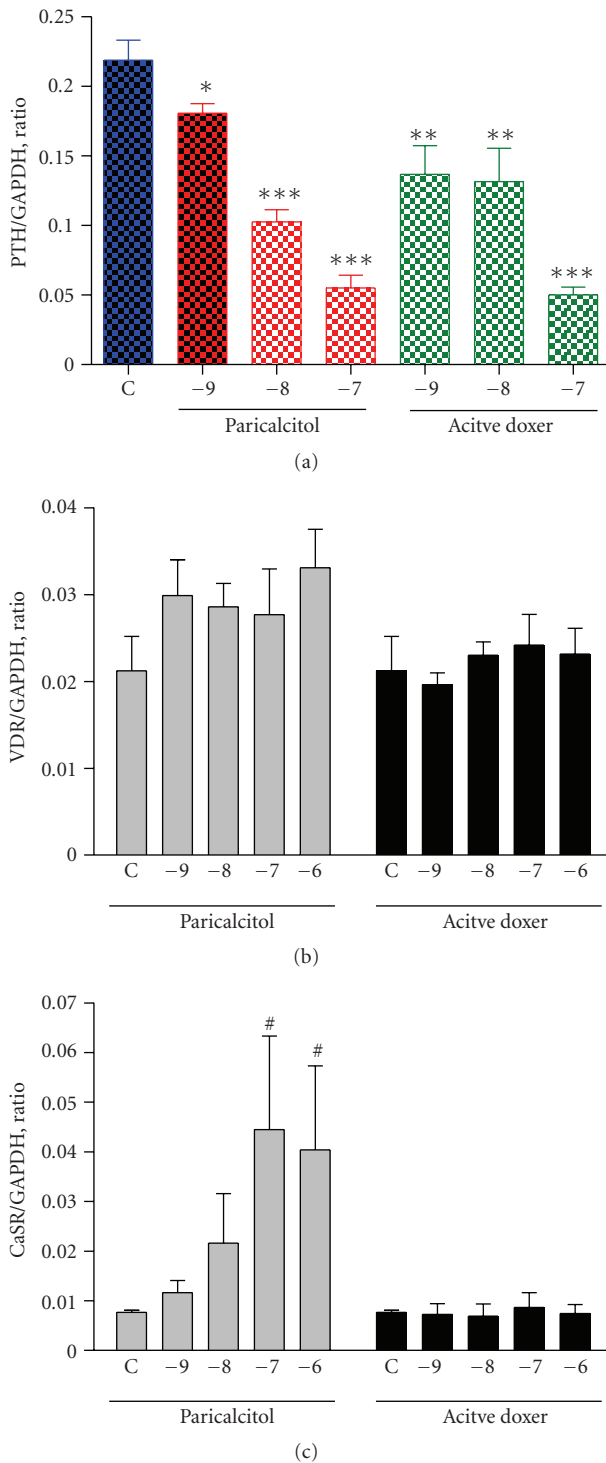 0.25
0.2
0.15
0.1
0.05
0
PTH/GAPDH, ratio
*
***
***
**
**
***
C −9 −8 −7 −9 −8 −7
Paricalcitol Acitve doxer
(a)
0.04
0.03
0.02
0.01
0
VDR/GAPDH, ratio
C −9 −8 −7 −6 C −9 −8 −7 −6
Paricalcitol Acitve doxer
(b)
0.07
0.06
0.05
0.04
0.03
0.02
0.01
0
CaSR/GAPDH, ratio
# #
C −9 −8 −7 −6 C −9 −8 −7 −6
Paricalcitol Acitve doxer
(c)